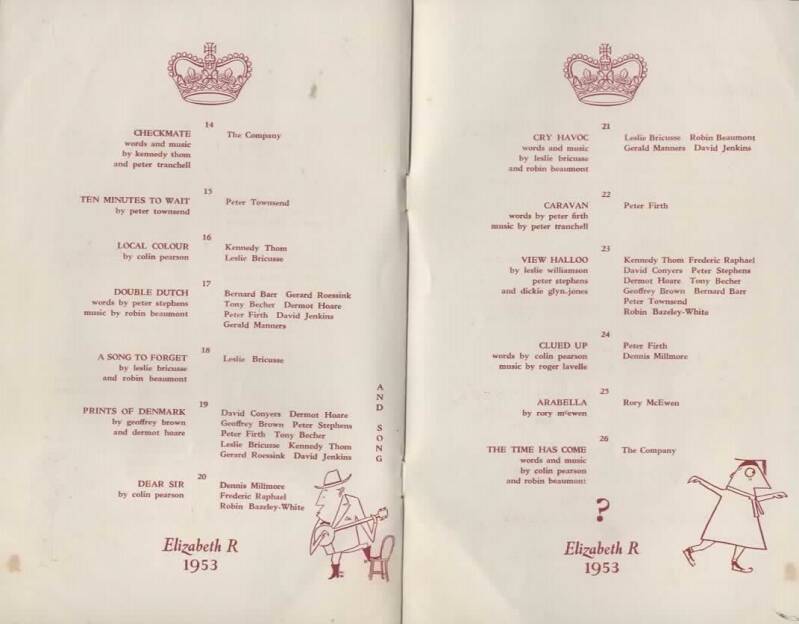 14
CHECKMATE The Company
words and music
by kennedy thom
and peter tranchell
15
TEN MINUTES TO WAIT Peter Townsend
by peter townsend
16
LOCAL COLOUR Kennedy Thom
by colin pearson Leslie Bricusse
17
DOUBLE DUTCH Bernard Barr Gerard Roessink
words by peter stephens Tony Becher Dermot Hoare
music by robin beaumont Peter Firth David Jenkins
Gerald Manners
18
A SONG TO FORGET Leslie Bricusse
by leslie bricusse
and robin beaumont
19
PRINTS OF DENMARK David Conyers Dermot Hoare
by geoffrey brown Geoffrey Brown Peter Stephens
and dermot hoare Peter Firth Tony Becher
Leslie Bricusse Kennedy Thom
Gerard Roessink David Jenkins
AND SONG
20
DEAR SIR Dennis Millmore
by colin pearson Frederic Raphael
Robin Bazeley-White
Elizabeth R
1953
21
CRY HAVOC Leslie Bricusse Robin Beaumont
words and music Gerald Manners David Jenkins
by leslie bricusse
and robin beaumont
22
CARAVAN Peter Firth
words by peter firth
music by peter tranchell
23
VIEW HALLOO Kennedy Thom Frederic Raphael
by leslie williamson David Conyers Peter Stephens
peter stephens Dermot Hoare Tony Becher
and dickie glyn-jones Geoffrey Brown Bernard Barr
Peter Townsend
Robin Bazeley-White
24
CLUED UP Peter Firth
words by colin pearson Dennis Millmore
music by roger lavelle
25
ARABELLA Rory McEwen
by rory mcewen
26
THE TIME HAS COME The Company
words and music
by colin pearson
and robin beaumont
?
Elizabeth R
1953